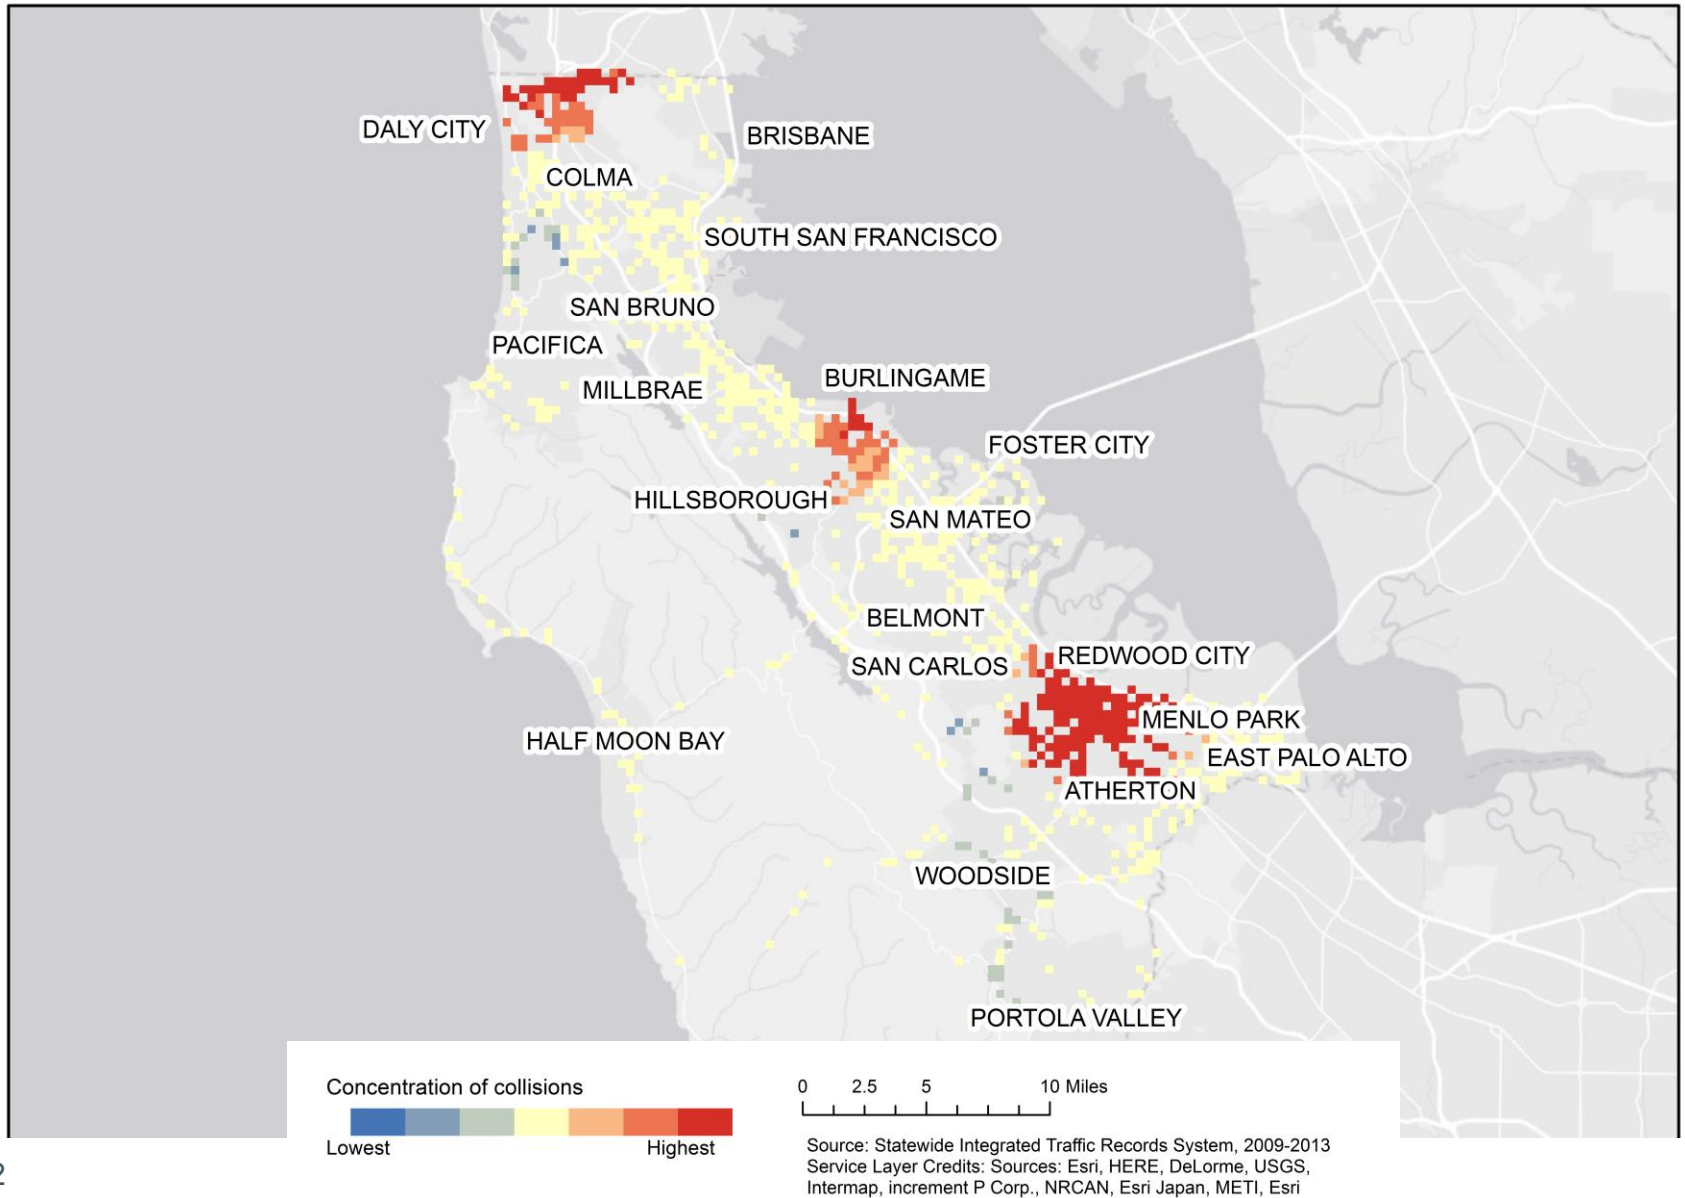 DALY CITY
BRISBANE
COLMA
SOUTH SAN FRANCISCO
SAN BRUNO
PACIFICA
BURLINGAME
MILLBRAE
FOSTER CITY
HILLSBOROUGH
SAN MATEO
BELMONT
REDWOOD CITY
SAN CARLOS
MENLO PARK
HALF MOON BAY
EAST PALO ALTO
ATHERTON
WOODSIDE
PORTOLA VALLEY
Concentration of collisions
Lowest
Highest
0 2.5 5 10 Miles
Source: Statewide Integrated Traffic Records System, 2009-2013
Service Layer Credits: Sources: Esri, HERE, DeLorme, USGS,
Intermap, increment P Corp., NRCAN, Esri Japan, METI, Esri
2